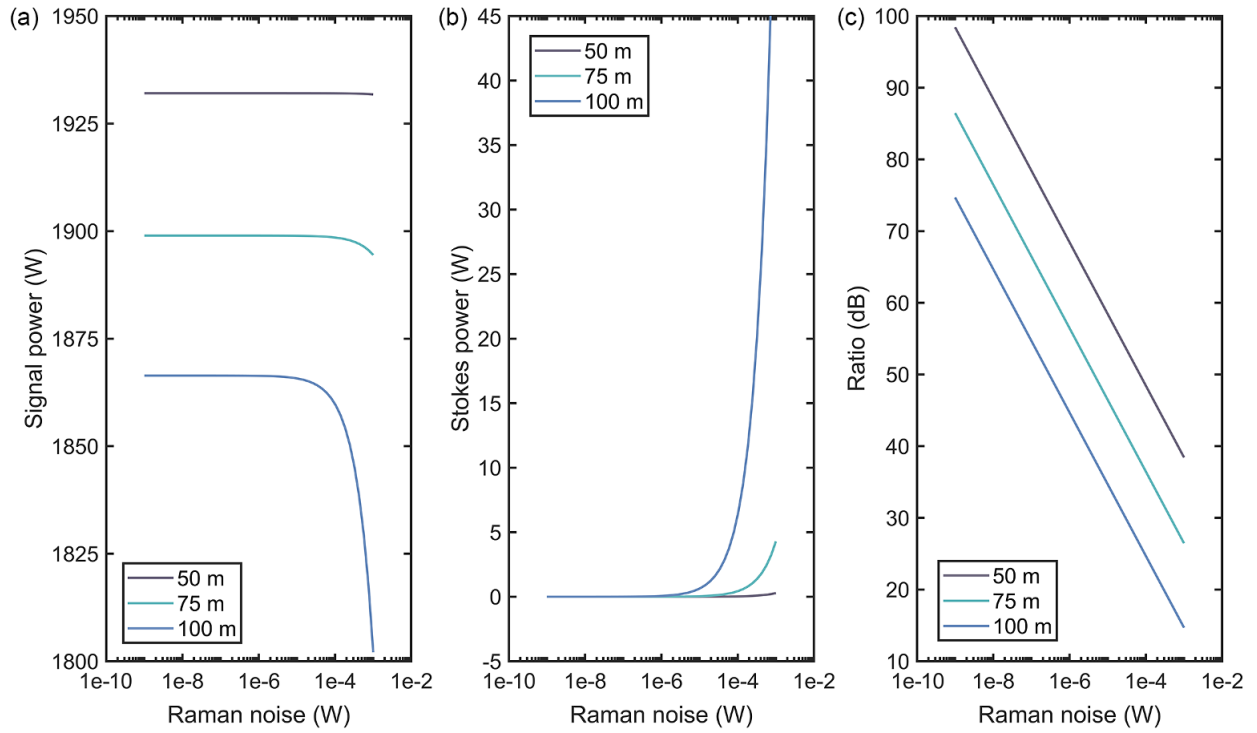 (a)
1950
1925
1900
1875
1850
1825
1800
Signal power (W)
50 m
75 m
100 m
1e-10 1e-8 1e-6 1e-4 1e-2
Raman noise (W)
(b)
45
40
35
30
25
20
15
10
5
0
-5
Stokes power (W)
50 m
75 m
100 m
1e-10 1e-8 1e-6 1e-4 1e-2
Raman noise (W)
(c)
100
90
80
70
60
50
40
30
20
10
Ratio (dB)
50 m
75 m
100 m
1e-10 1e-8 1e-6 1e-4 1e-2
Raman noise (W)